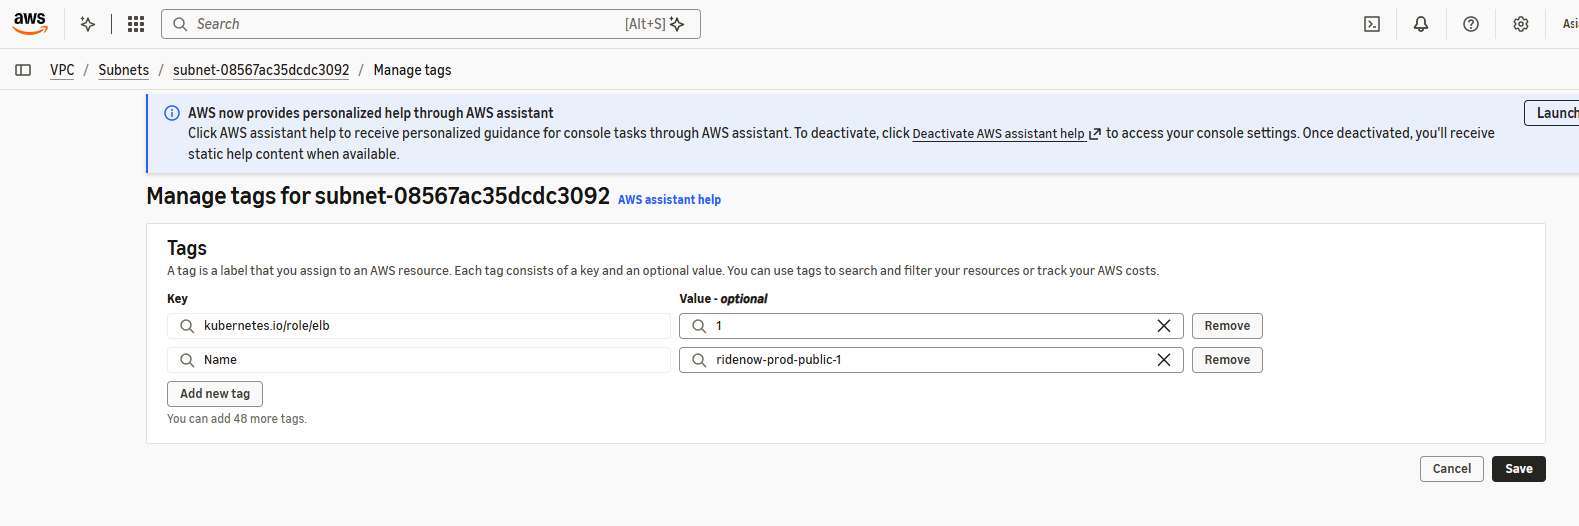 aws
Search [Alt+S]
VPC / Subnets / subnet-08567ac35dcdc3092 / Manage tags
AWS now provides personalized help through AWS assistant
Click AWS assistant help to receive personalized guidance for console tasks through AWS assistant. To deactivate, click Deactivate AWS assistant help to access your console settings. Once deactivated, you'll receive
static help content when available.
Launch
Manage tags for subnet-08567ac35dcdc3092 AWS assistant help
Tags
A tag is a label that you assign to an AWS resource. Each tag consists of a key and an optional value. You can use tags to search and filter your resources or track your AWS costs.
Key Value - optional
kubernetes.io/role/elb 1 Remove
Name ridenow-prod-public-1 Remove
Add new tag
You can add 48 more tags.
Cancel Save